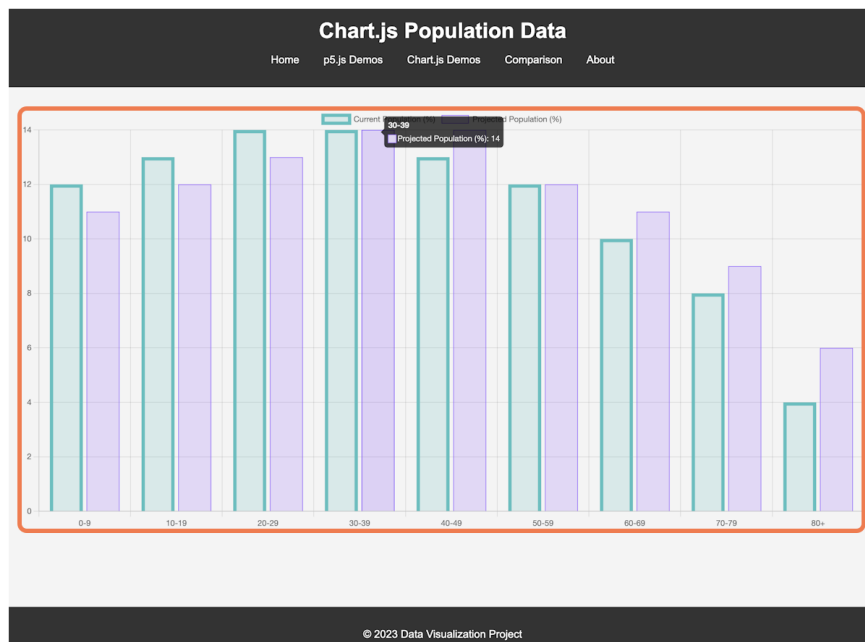 Chart.js Population Data
Home p5.js Demos Chart.js Demos Comparison About
Current Population (%) Projected Population (%)
30-39
Projected Population (%): 14
14
12
10
8
6
4
2
0
0-9 10-19 20-29 30-39 40-49 50-59 60-69 70-79 80+
© 2023 Data Visualization Project